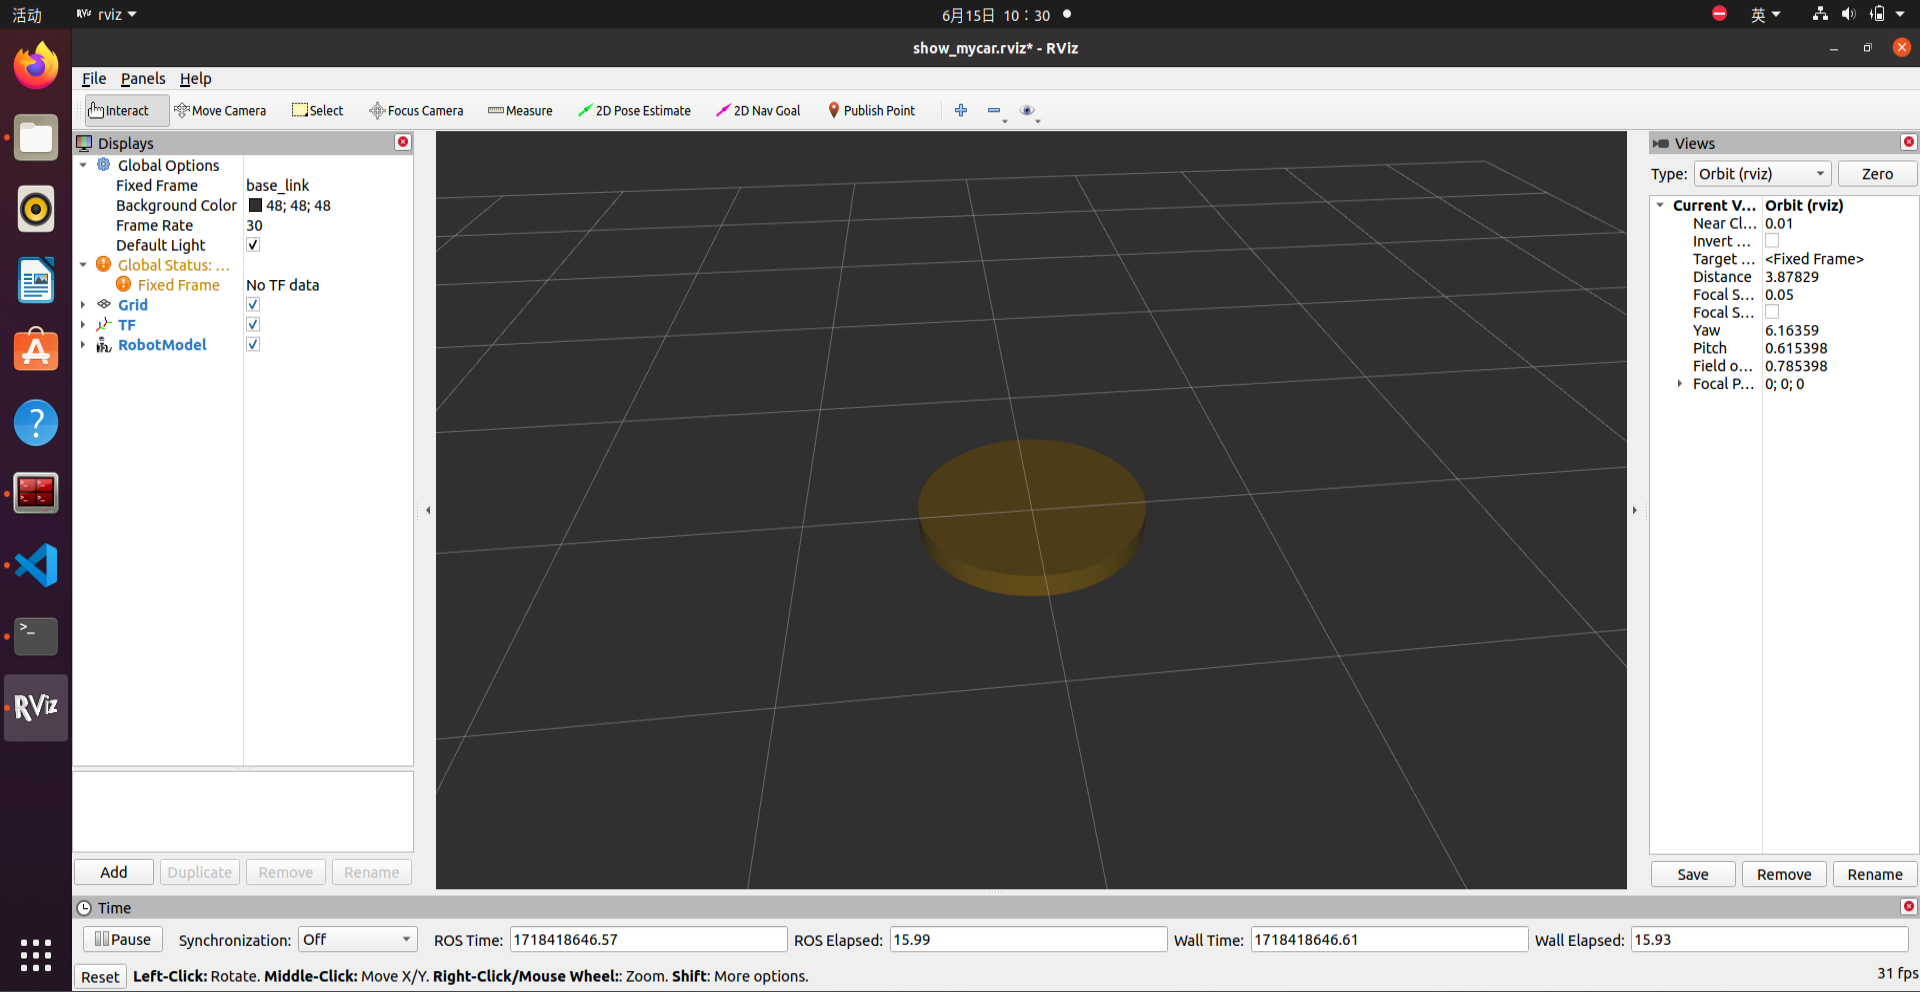 活动 rviz 6月15日 10：30 英
show_mycar.rviz* - RViz
File Panels Help
Interact Move Camera Select Focus Camera Measure 2D Pose Estimate 2D Nav Goal Publish Point
Displays
Global Options
Fixed Frame base_link
Background Color 48; 48; 48
Frame Rate 30
Default Light
Global Status: ...
Fixed Frame No TF data
Grid
TF
RobotModel
Add Duplicate Remove Rename
Views
Type: Orbit (rviz) Zero
Current V... Orbit (rviz)
Near Cl... 0.01
Invert ...
Target ... <Fixed Frame>
Distance 3.87829
Focal S... 0.05
Focal S...
Yaw 6.16359
Pitch 0.615398
Field o... 0.785398
Focal P... 0; 0; 0
Save Remove Rename
RViz
Time
Pause Synchronization: Off ROS Time: 1718418646.57 ROS Elapsed: 15.99 Wall Time: 1718418646.61 Wall Elapsed: 15.93
Reset Left-Click: Rotate. Middle-Click: Move X/Y. Right-Click/Mouse Wheel:: Zoom. Shift: More options. 31 fps